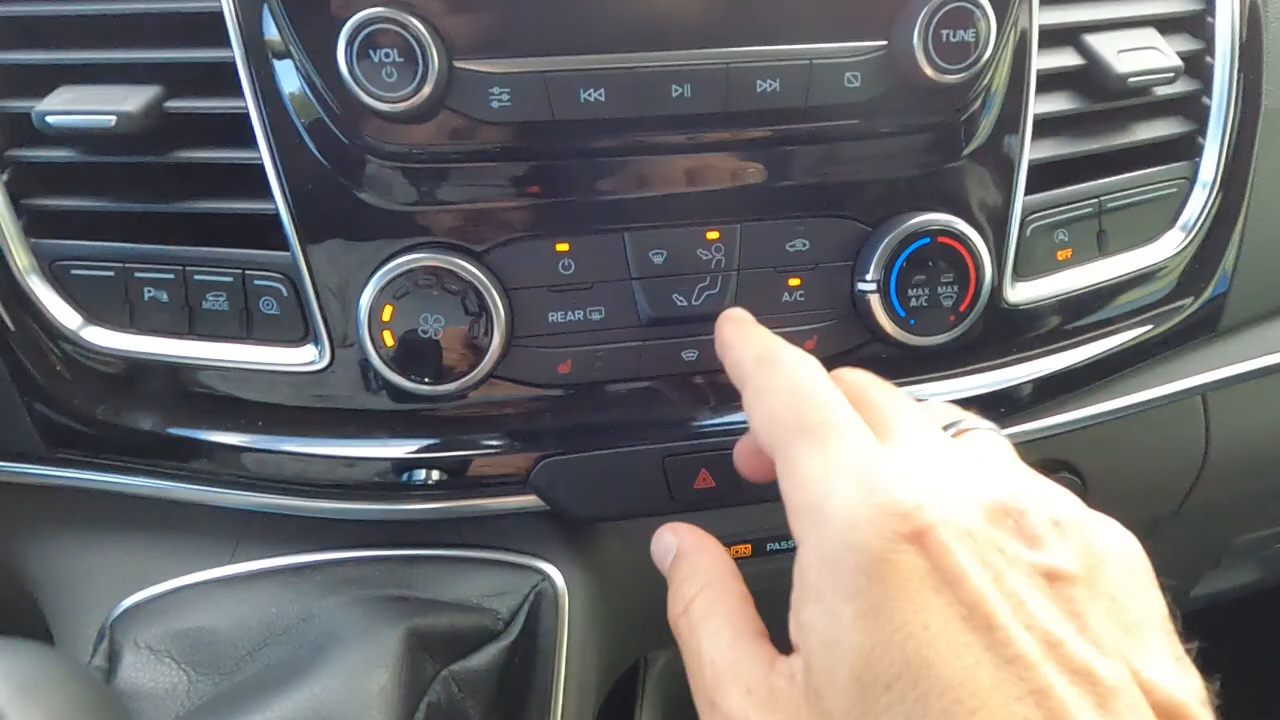 VOL
TUNE
P
MODE
A
OFF
REAR
A/C
MAX
A/C
MAX
ON
PASS